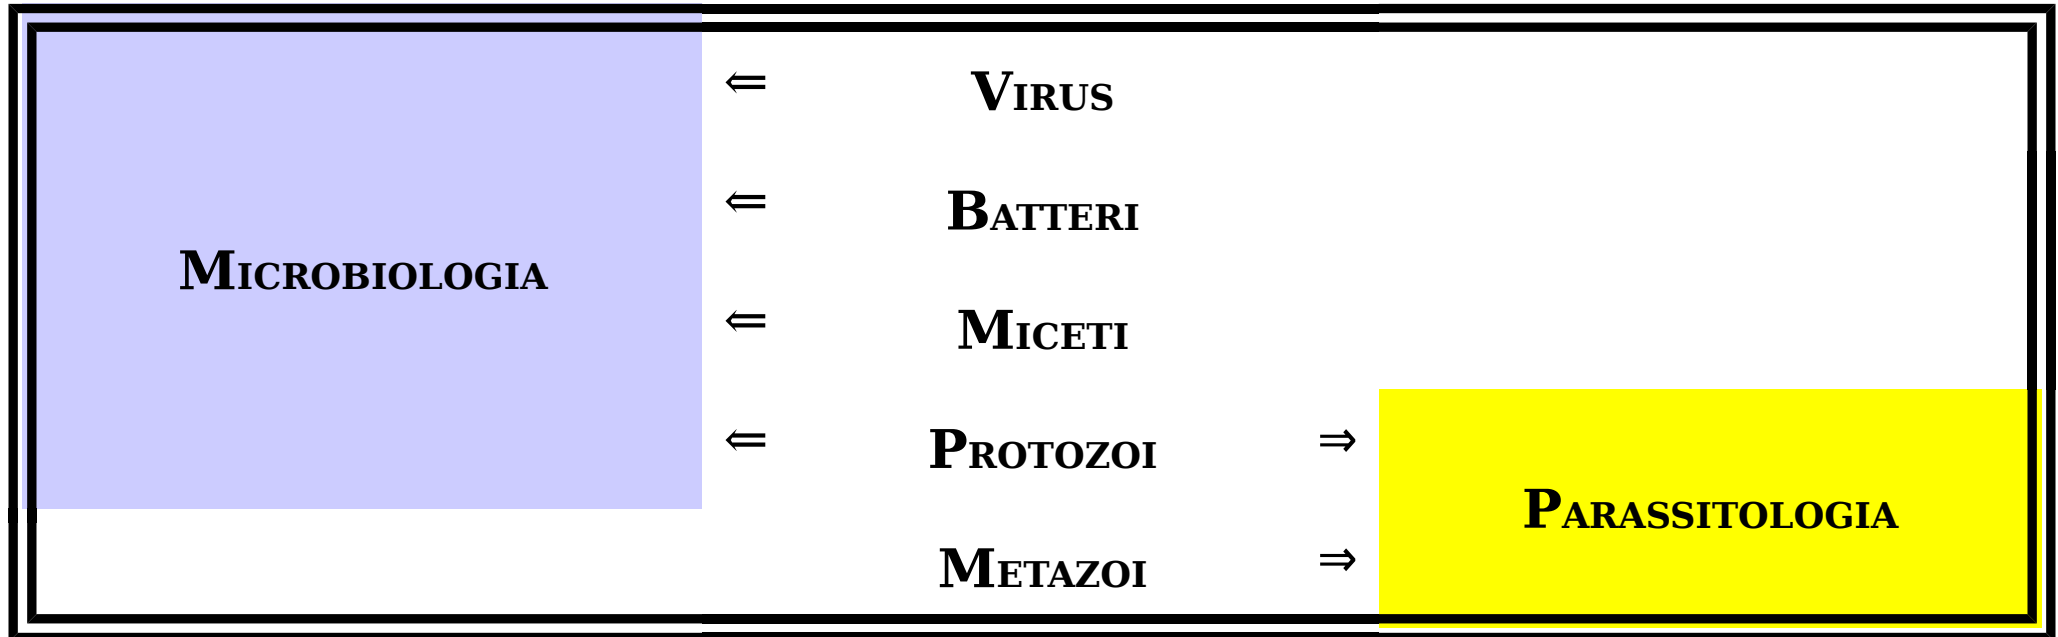 ⇐ VIRUS
⇐ BATTERI
MICROBIOLOGIA
⇐ MICETI
⇐ PROTOZOI ⇒
PARASSITOLOGIA
METAZOI ⇒